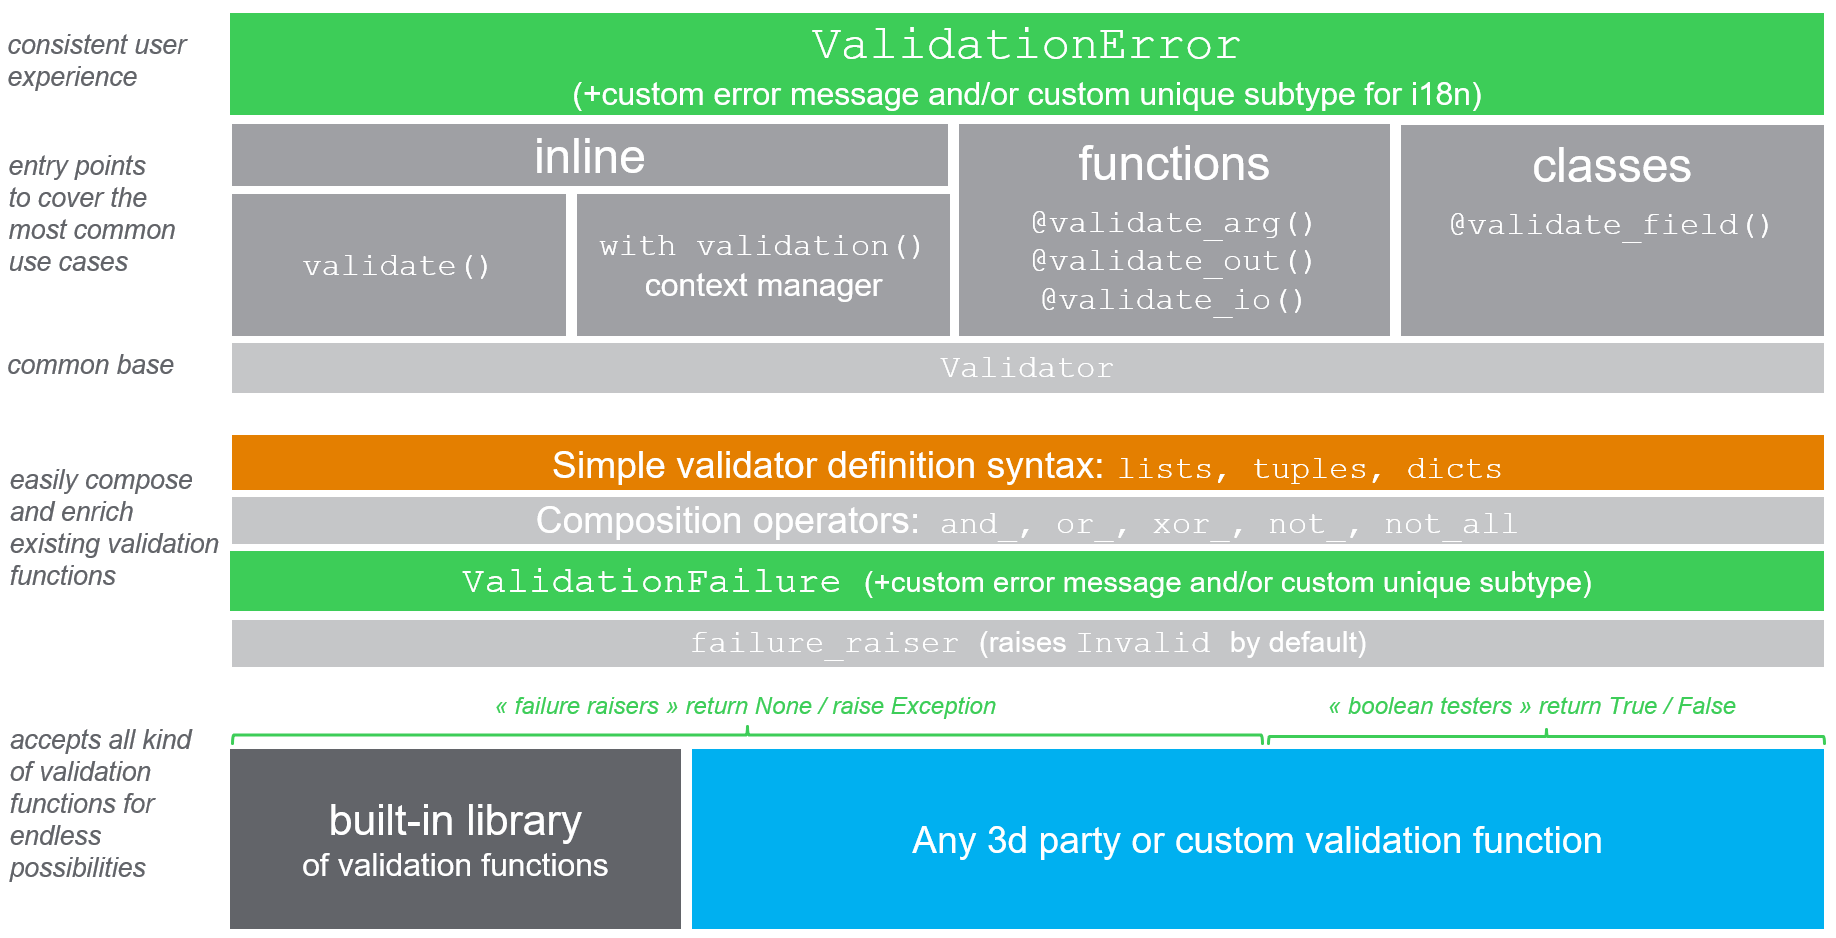 consistent user
experience
ValidationError
(+custom error message and/or custom unique subtype for i18n)
entry points
to cover the
most common
use cases
inline
validate()
with validation()
context manager
functions
@validate_arg()
@validate_out()
@validate_io()
classes
@validate_field()
common base
Validator
easily compose
and enrich
existing validation
functions
Simple validator definition syntax: lists, tuples, dicts
Composition operators: and_, or_, xor_, not_, not_all
ValidationFailure (+custom error message and/or custom unique subtype)
failure_raiser (raises Invalid by default)
« failure raisers » return None / raise Exception
« boolean testers » return True / False
accepts all kind
of validation
functions for
endless
possibilities
built-in library
of validation functions
Any 3d party or custom validation function